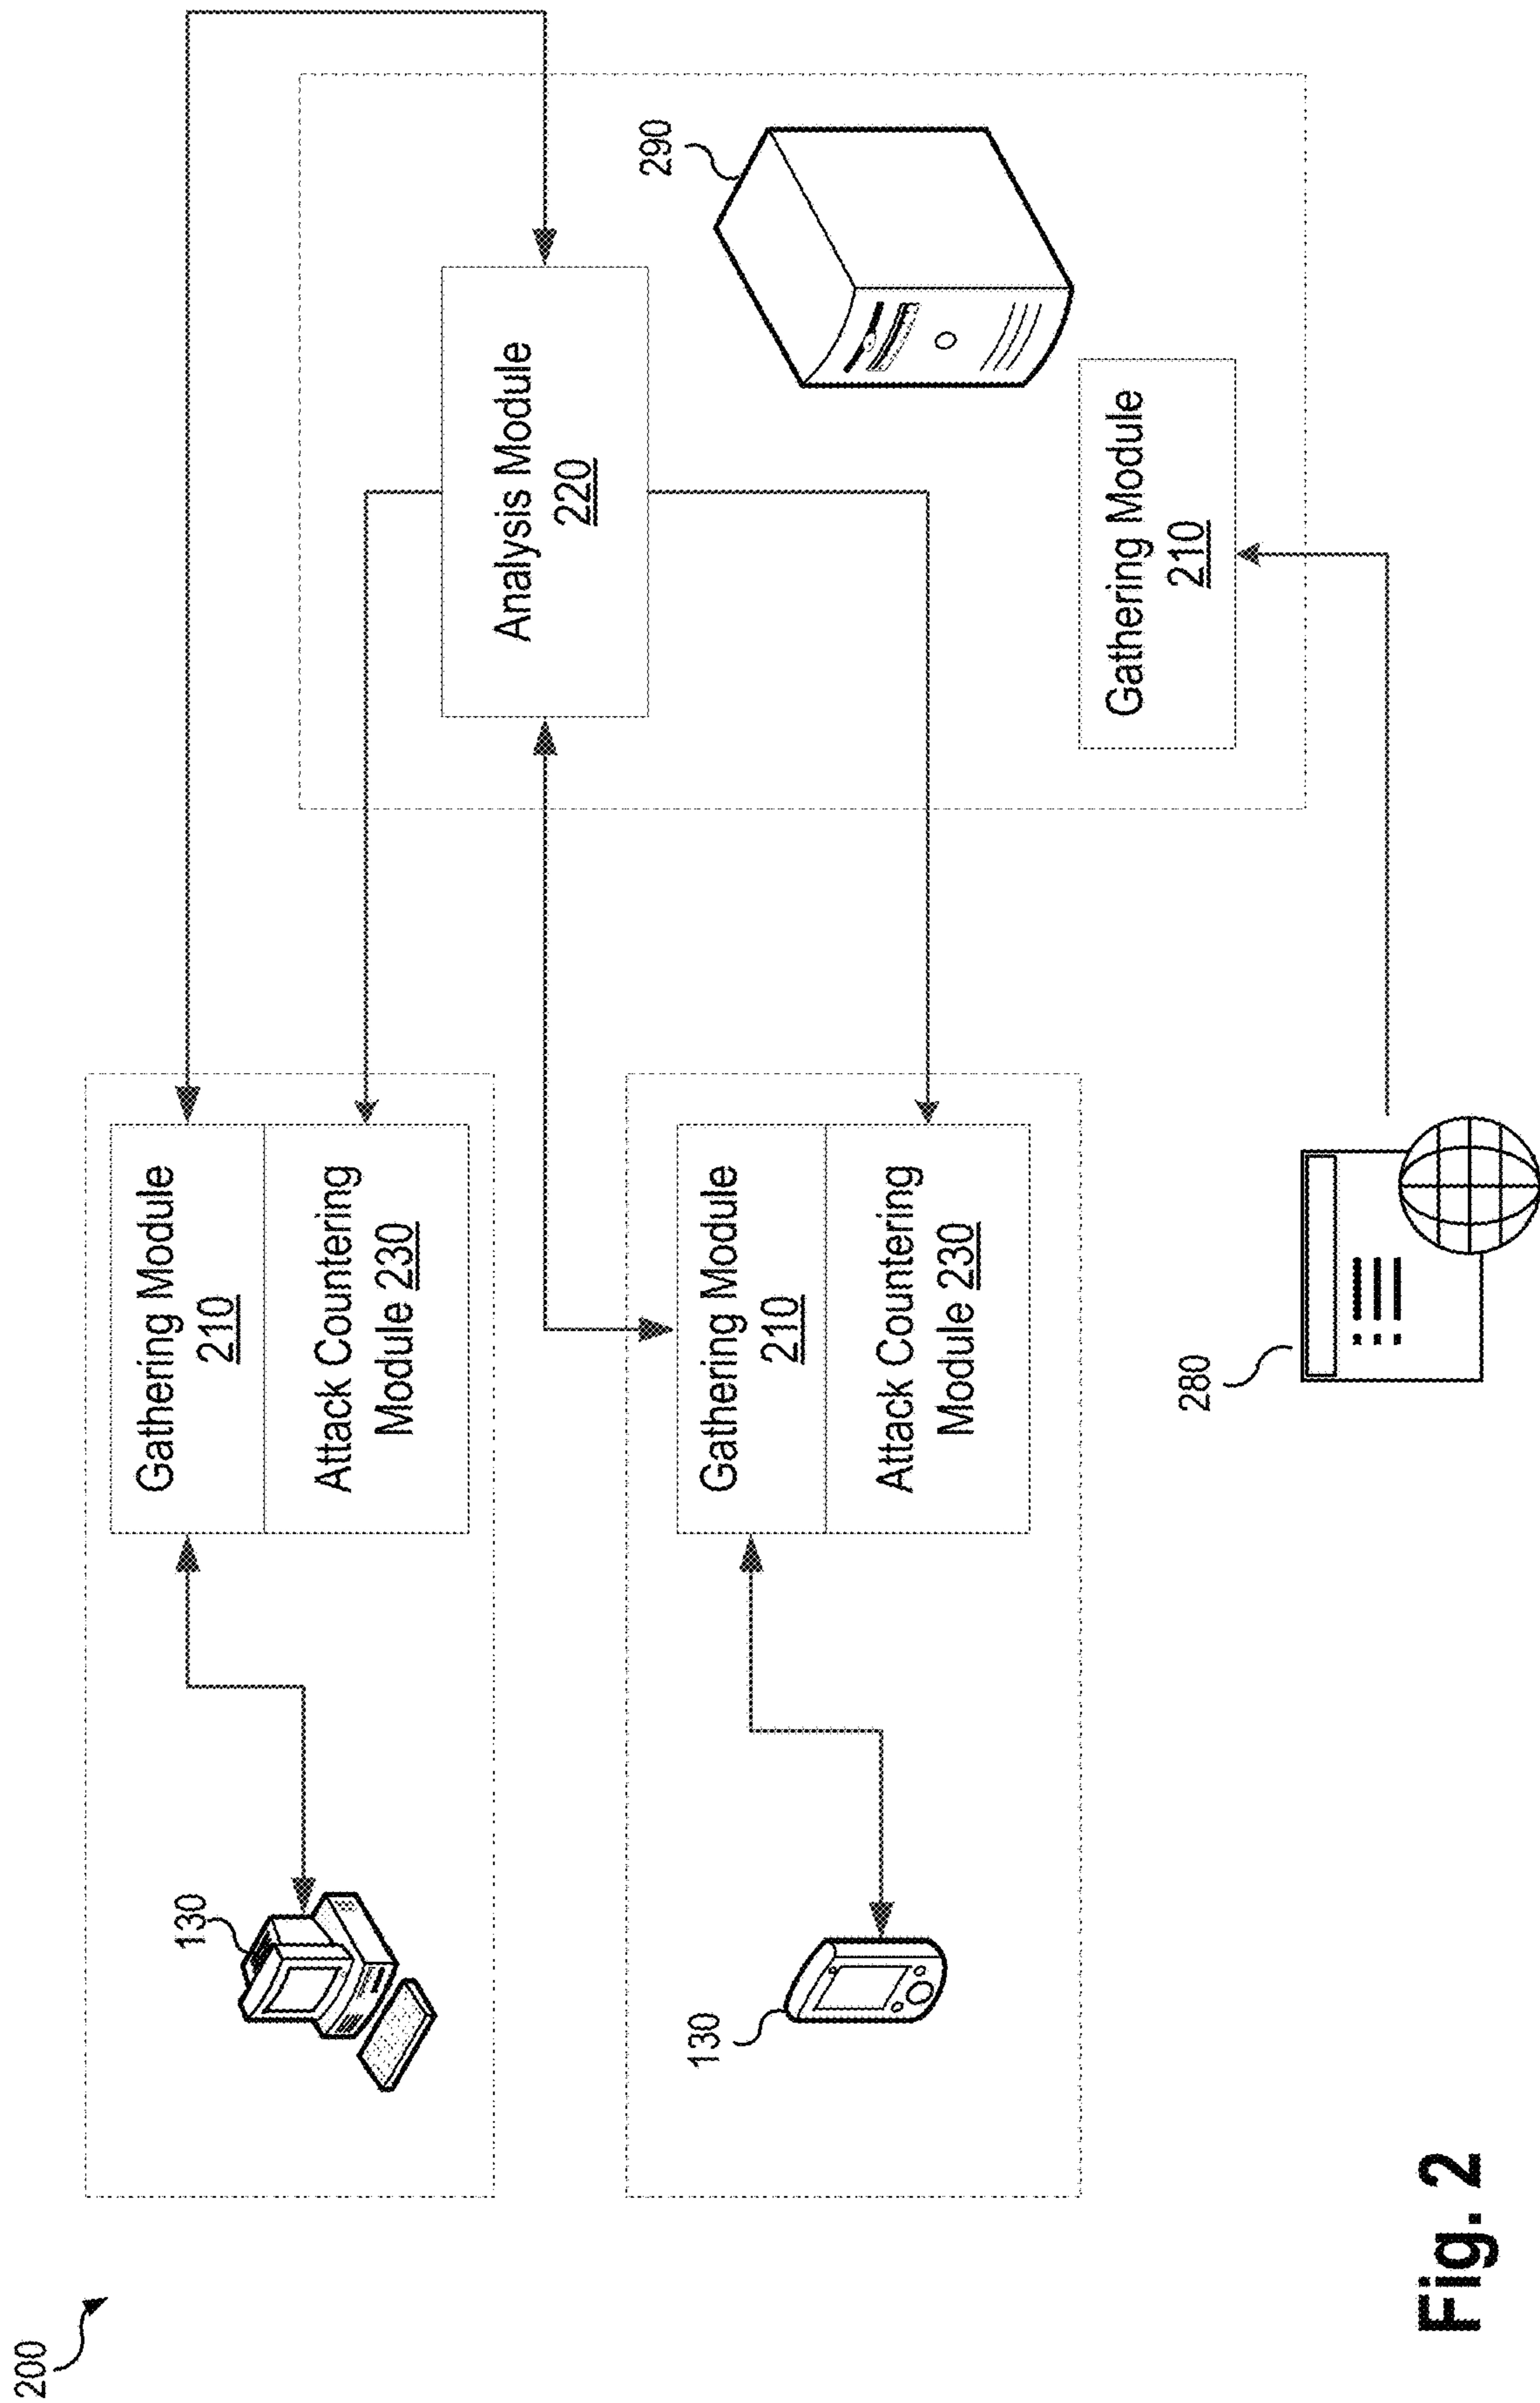 200
130
Gathering Module
210
Attack Countering
Module 230
Analysis Module
220
290
130
Gathering Module
210
Attack Countering
Module 230
Gathering Module
210
280
Fig. 2